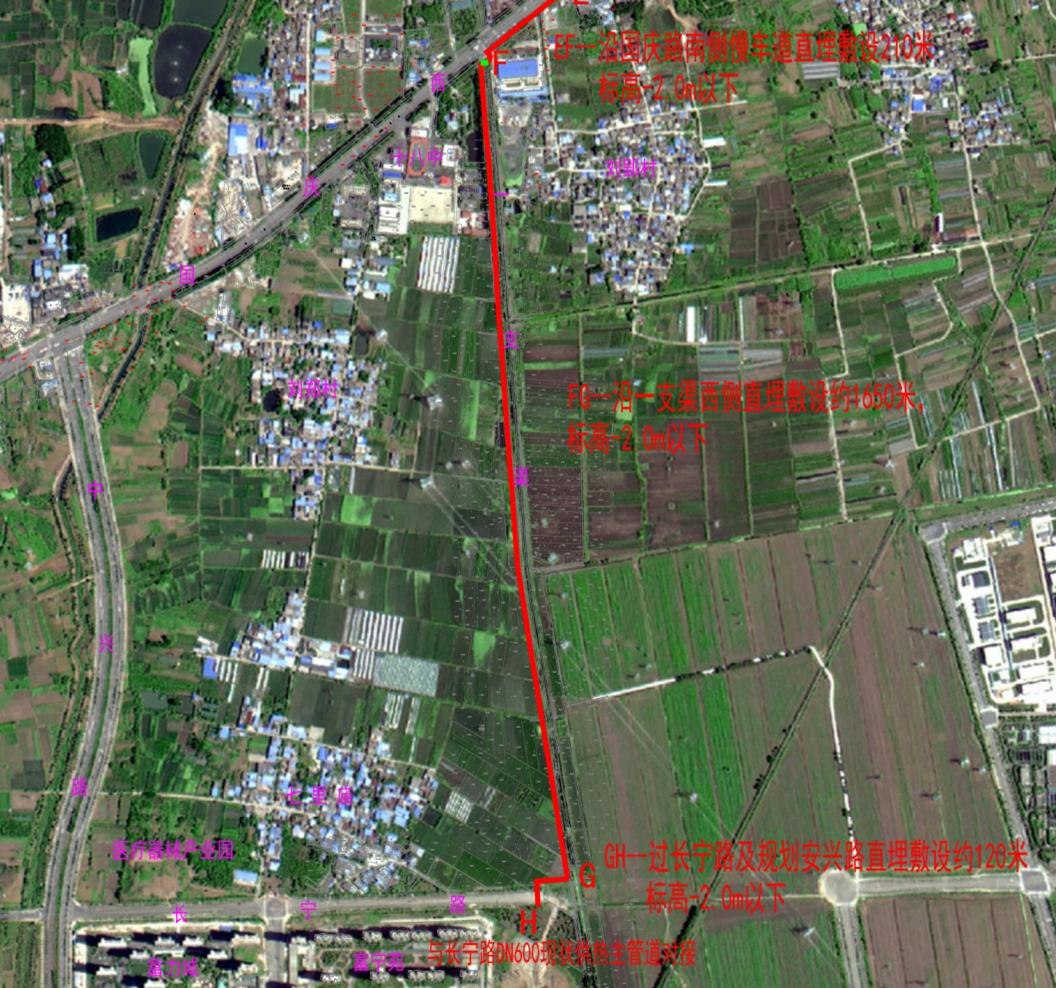 F
EF--沿国庆路南侧慢车道直埋敷设210米
标高-2.0m以下
西
十八中
刘郢村
庆
一
国
支
刘郢村
FG--沿一支渠西侧直埋敷设约1650米,
标高-2.0m以下
渠
中
兴
路
七里庙
医疗器械产业园
GH--过长宁路及规划安兴路直埋敷设约120米
G
标高-2.0m以下
长
宁
路
H
与长宁路DN600现状供热主管道对接
富力城
富宁苑